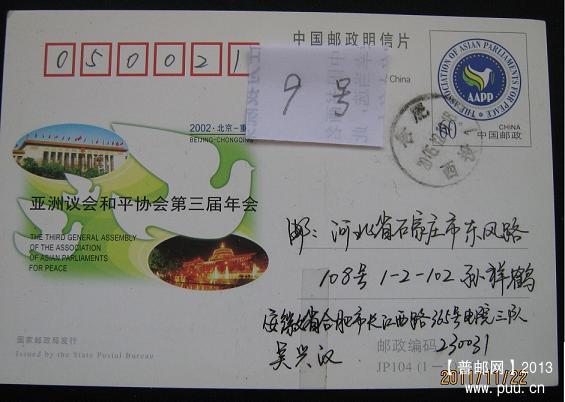 050021
中国邮政明信片
of China
9号
THE ASSOCIATION OF ASIAN PARLIAMENTS FOR PEACE
AAPP
60
CHINA
中国邮政
合肥
2002·北京-重
BEIJING-CHONGQING
亚洲议会和平协会第三届年会
THE THIRD GENERAL ASSEMBLY
OF THE ASSOCIATION
OF ASIAN PARLIAMENTS
FOR PEACE
邮:河北省石家庄市东风路
108号 1-2-102 孙祥鹤
安徽省合肥市长江西路365号电院三队
吴兴汉
230031
国家邮政局发行
Issued by the State Postal Bureau
邮政编码
JP104 (1-
2011/11/22
【普邮网】2013
www.puu.cn